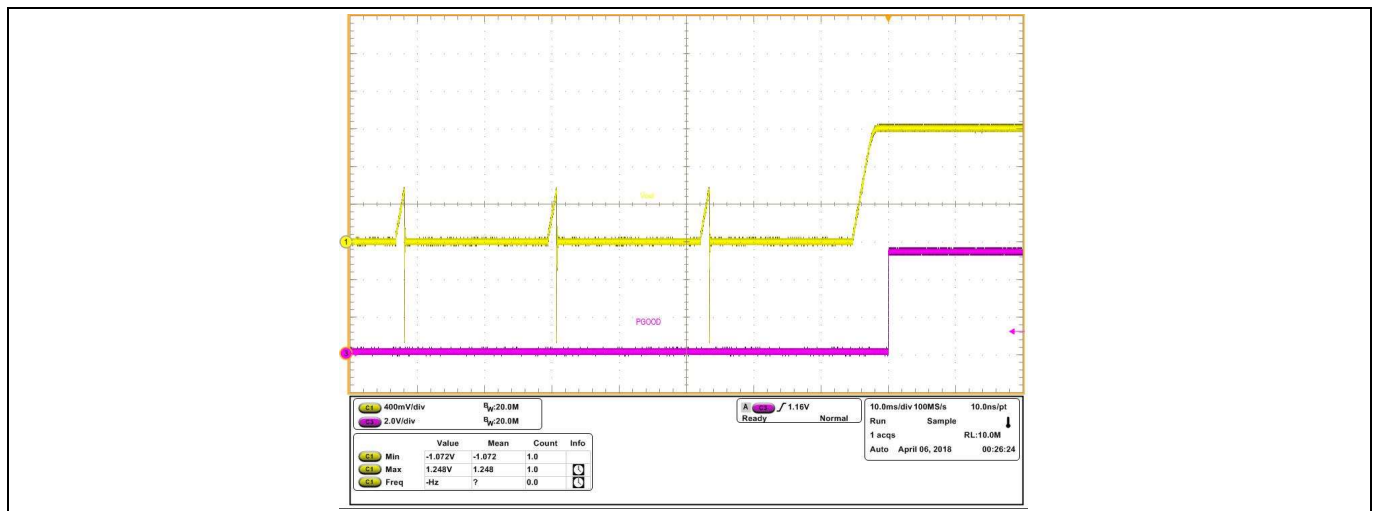 1
Vout
PGOOD
3
C1 400mV/div BW:20.0M
C3 2.0V/div BW:20.0M
A C3 1.16V
Ready Normal
10.0ms/div 100MS/s 10.0ns/pt
Run Sample
1 acqs RL:10.0M
Auto April 06, 2018 00:26:24
Value Mean Count Info
C1 Min -1.072V -1.072 1.0
C1 Max 1.248V 1.248 1.0
C1 Freq -Hz ? 0.0